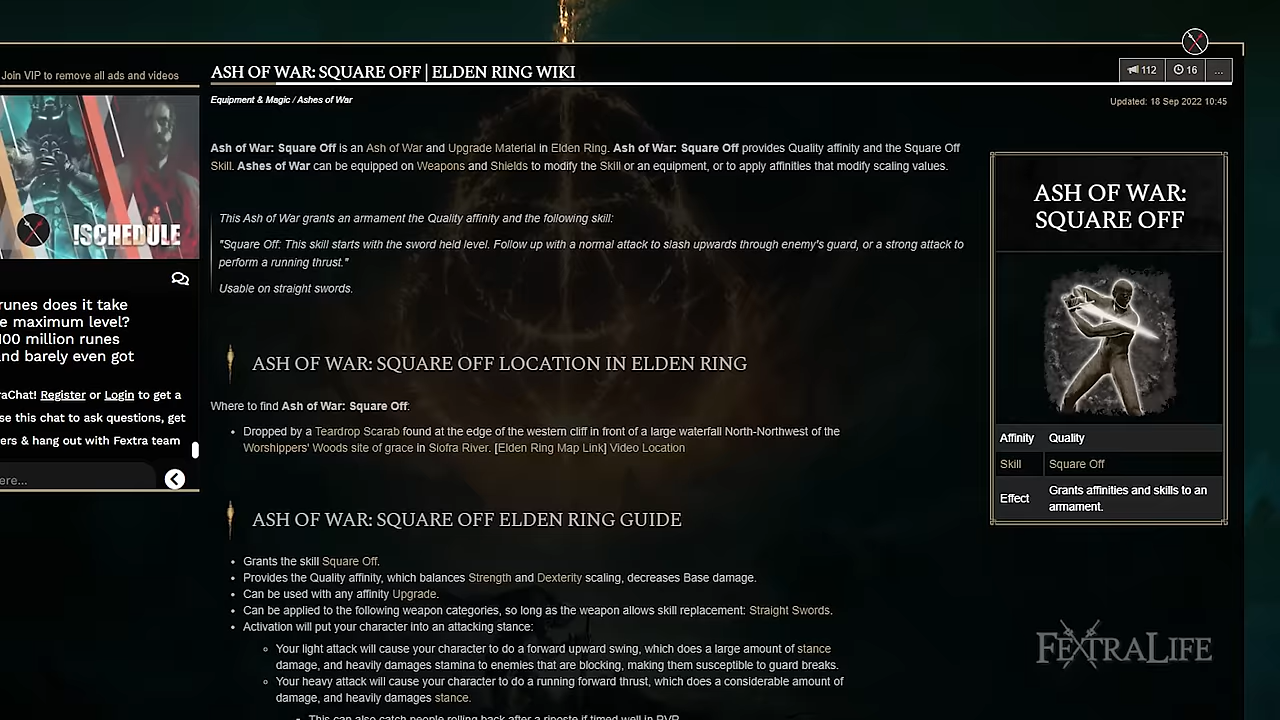 Join VIP to remove all ads and videos
!SCHEDULE
runes does it take
e maximum level?
100 million runes
nd barely even got
aChat! Register or Login to get a
se this chat to ask questions, get
ers & hang out with Fextra team
ere...
ASH OF WAR: SQUARE OFF | ELDEN RING WIKI
112
16
...
Equipment & Magic / Ashes of War
Updated: 18 Sep 2022 10:45
Ash of War: Square Off is an Ash of War and Upgrade Material in Elden Ring. Ash of War: Square Off provides Quality affinity and the Square Off
Skill. Ashes of War can be equipped on Weapons and Shields to modify the Skill or an equipment, or to apply affinities that modify scaling values.
This Ash of War grants an armament the Quality affinity and the following skill:
"Square Off: This skill starts with the sword held level. Follow up with a normal attack to slash upwards through enemy's guard, or a strong attack to
perform a running thrust."
Usable on straight swords.
ASH OF WAR: SQUARE OFF LOCATION IN ELDEN RING
Where to find Ash of War: Square Off:
Dropped by a Teardrop Scarab found at the edge of the western cliff in front of a large waterfall North-Northwest of the
Worshippers' Woods site of grace in Siofra River. [Elden Ring Map Link] Video Location
ASH OF WAR: SQUARE OFF ELDEN RING GUIDE
Grants the skill Square Off.
Provides the Quality affinity, which balances Strength and Dexterity scaling, decreases Base damage.
Can be used with any affinity Upgrade.
Can be applied to the following weapon categories, so long as the weapon allows skill replacement: Straight Swords.
Activation will put your character into an attacking stance:
Your light attack will cause your character to do a forward upward swing, which does a large amount of stance
damage, and heavily damages stamina to enemies that are blocking, making them susceptible to guard breaks.
Your heavy attack will cause your character to do a running forward thrust, which does a considerable amount of
damage, and heavily damages stance.
This can also catch people rolling back after a riposte if timed well in PVP
ASH OF WAR:
SQUARE OFF
Affinity Quality
Skill Square Off
Effect Grants affinities and skills to an
armament.
FEXTRALIFE